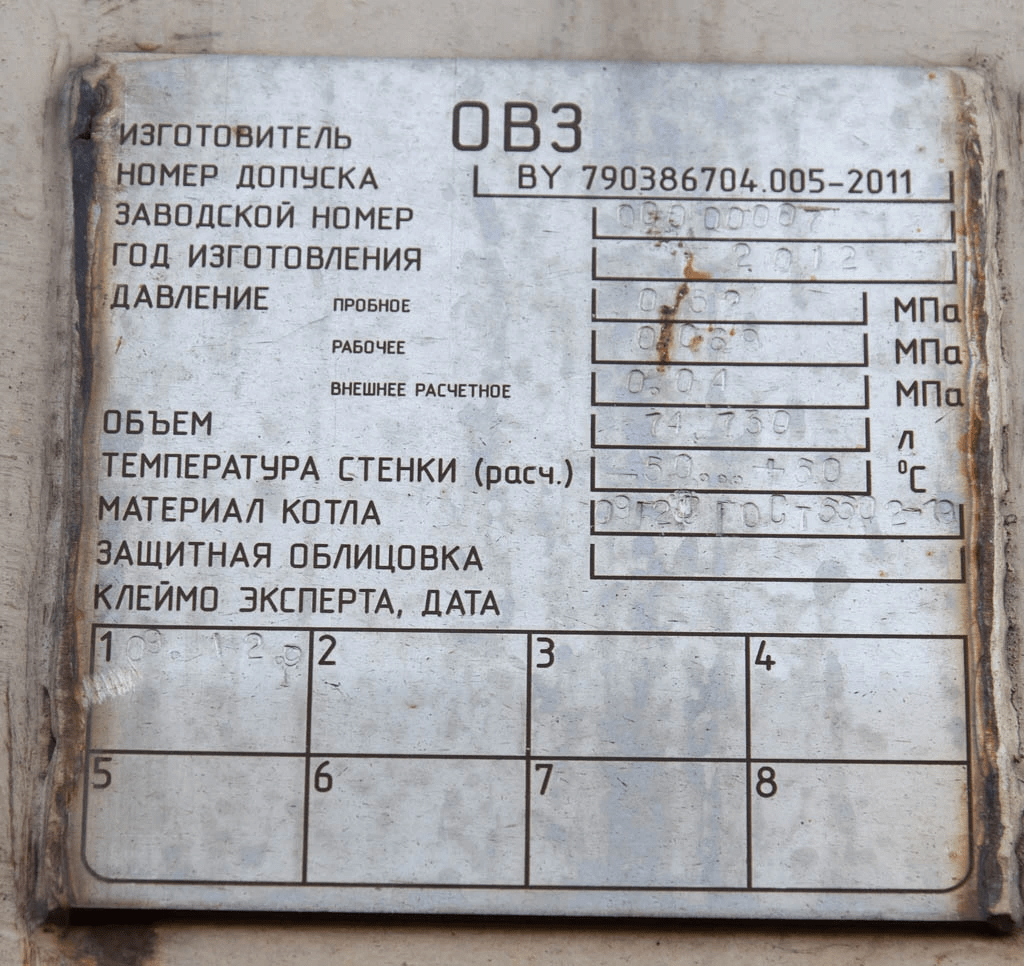 ИЗГОТОВИТЕЛЬ ОВЗ
НОМЕР ДОПУСКА BY 790386704.005-2011
ЗАВОДСКОЙ НОМЕР
ГОД ИЗГОТОВЛЕНИЯ 2012
ДАВЛЕНИЕ ПРОБНОЕ МПа
РАБОЧЕЕ МПа
ВНЕШНЕЕ РАСЧЕТНОЕ 0.04 МПа
ОБЪЕМ 74 730 л
ТЕМПЕРАТУРА СТЕНКИ (расч.) °С
МАТЕРИАЛ КОТЛА
ЗАЩИТНАЯ ОБЛИЦОВКА
КЛЕЙМО ЭКСПЕРТА, ДАТА
1 2 3 4
5 6 7 8